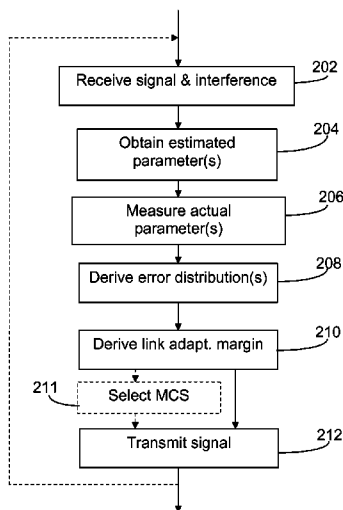 Receive signal & interference
202
Obtain estimated
parameter(s)
204
Measure actual
parameter(s)
206
Derive error distribution(s)
208
Derive link adapt. margin
210
211
Select MCS
Transmit signal
212